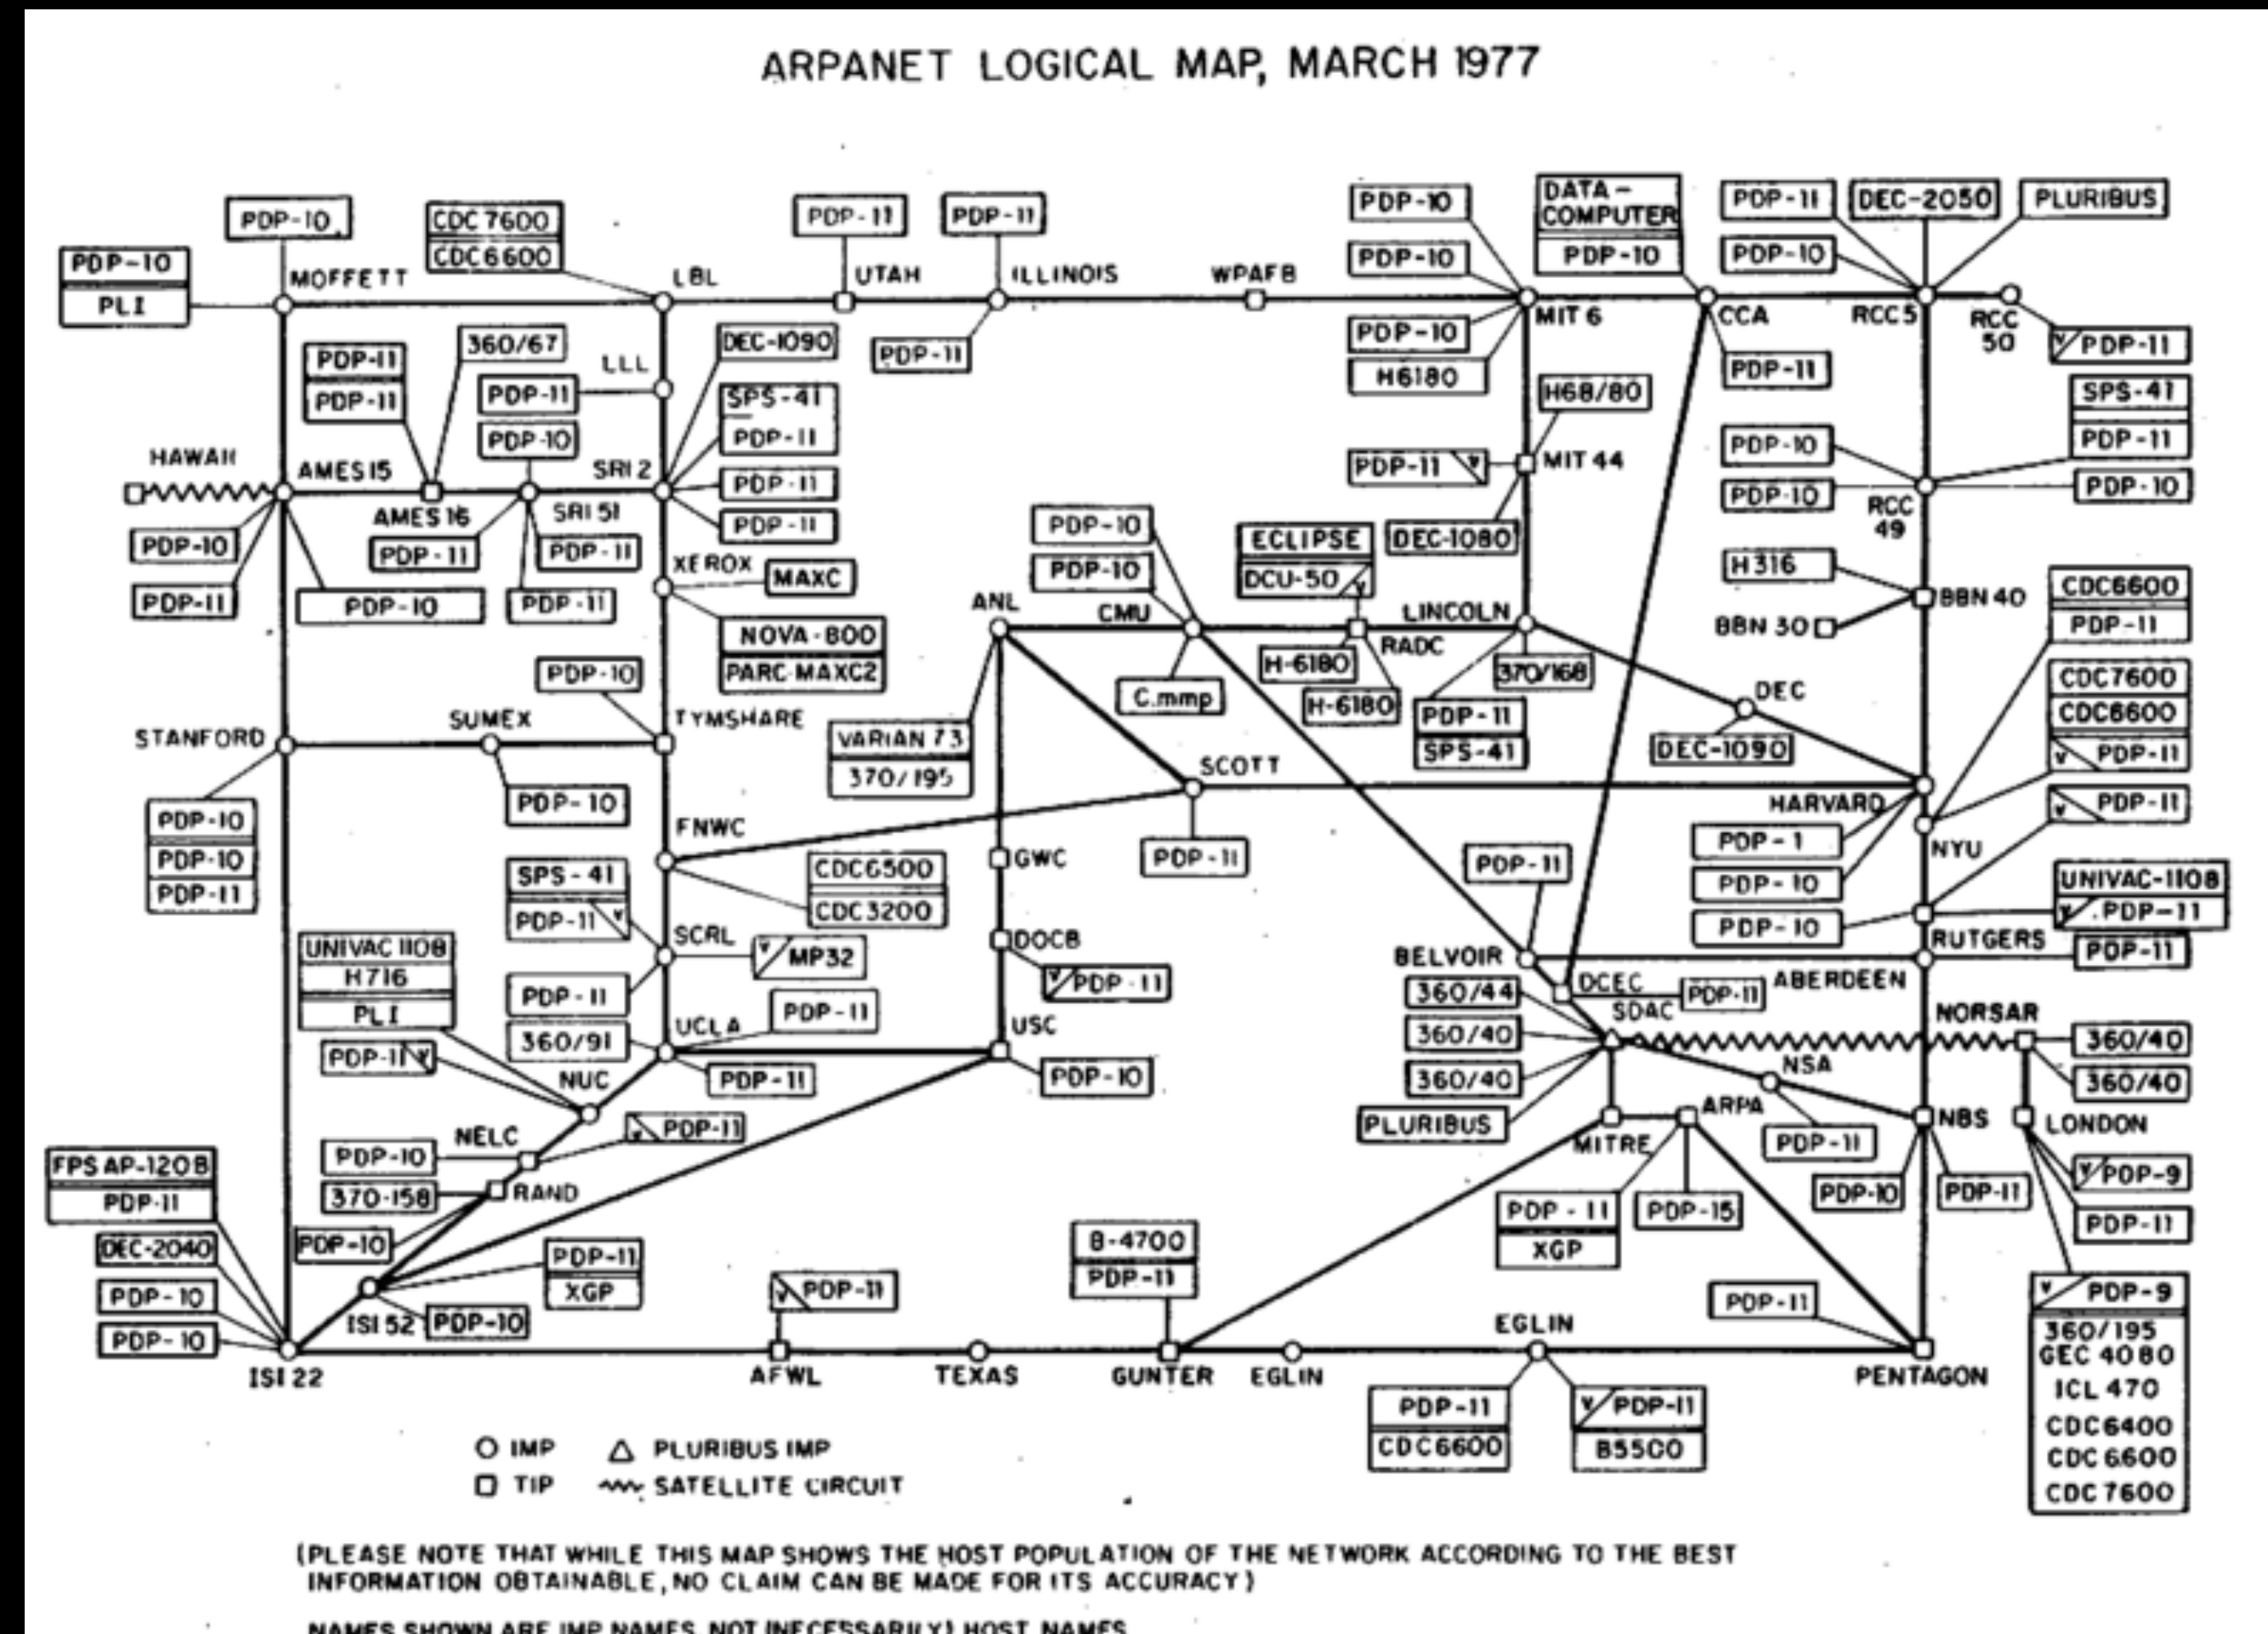 ARPANET LOGICAL MAP, MARCH 1977
PDP-10
PDP-10
PLI
MOFFETT
CDC7600
CDC6600
LBL
PDP-11
UTAH
PDP-11
ILLINOIS
PDP-11
WPAFB
PDP-10
PDP-10
PDP-10
H6180
MIT 6
DATA-
COMPUTER
PDP-10
CCA
PDP-11
PDP-11
PDP-10
DEC-2050
PLURIBUS
RCC5
RCC
50
V PDP-11
PDP-11
PDP-11
360/67
LLL
PDP-11
PDP-10
DEC-1090
SPS-41
PDP-11
PDP-11
PDP-11
HAWAII
AMES15
AMES16
SRI 51
SRI 2
PDP-10
PDP-11
PDP-10
PDP-11
PDP-11
PDP-11
XEROX
MAXC
NOVA-800
PARC-MAXC2
H68/80
PDP-11 V
MIT 44
DEC-1080
SPS-41
PDP-11
PDP-10
PDP-10
PDP-10
RCC
49
H316
BBN 40
BBN 30
ANL
PDP-10
PDP-10
CMU
C.mmp
ECLIPSE
DCU-50 V
RADC
H-6180
H-6180
LINCOLN
370/168
PDP-11
SPS-41
DEC
DEC-1090
CDC6600
PDP-11
CDC7600
CDC6600
V PDP-11
V PDP-11
STANFORD
SUMEX
PDP-10
TYMSHARE
PDP-10
PDP-10
PDP-10
PDP-11
VARIAN 73
370/195
SCOTT
PDP-11
HARVARD
PDP-1
PDP-10
NYU
FNWC
CDC6500
CDC3200
GWC
SPS-41
PDP-11 V
SCRL
V MP32
PDP-11
DOCB
V PDP-11
PDP-11
BELVOIR
PDP-10
RUTGERS
UNIVAC-1108
V PDP-11
PDP-11
ABERDEEN
UNIVAC 1108
H716
PLI
PDP-11 V
NUC
360/91
UCLA
PDP-11
PDP-11
USC
PDP-10
DCEC
PDP-11
SDAC
360/44
360/40
360/40
PLURIBUS
NORSAR
360/40
360/40
NSA
PDP-11
NELC
PDP-10
V PDP-11
370-158
RAND
PDP-10
MITRE
ARPA
PDP-11
XGP
PDP-15
NBS
PDP-10
PDP-11
LONDON
V PDP-9
PDP-11
V PDP-9
360/195
GEC 4080
ICL 470
CDC6400
CDC6600
CDC7600
FPS AP-120B
PDP-11
DEC-2040
PDP-10
PDP-10
ISI 22
ISI 52
PDP-11
XGP
PDP-10
V PDP-11
AFWL
TEXAS
B-4700
PDP-11
GUNTER
EGLIN
EGLIN
PDP-11
CDC6600
V PDP-11
B5500
PDP-11
PENTAGON
IMP
PLURIBUS IMP
TIP
SATELLITE CIRCUIT
(PLEASE NOTE THAT WHILE THIS MAP SHOWS THE HOST POPULATION OF THE NETWORK ACCORDING TO THE BEST
INFORMATION OBTAINABLE, NO CLAIM CAN BE MADE FOR ITS ACCURACY)
NAMES SHOWN ARE IMP NAMES, NOT (NECESSARILY) HOST NAMES